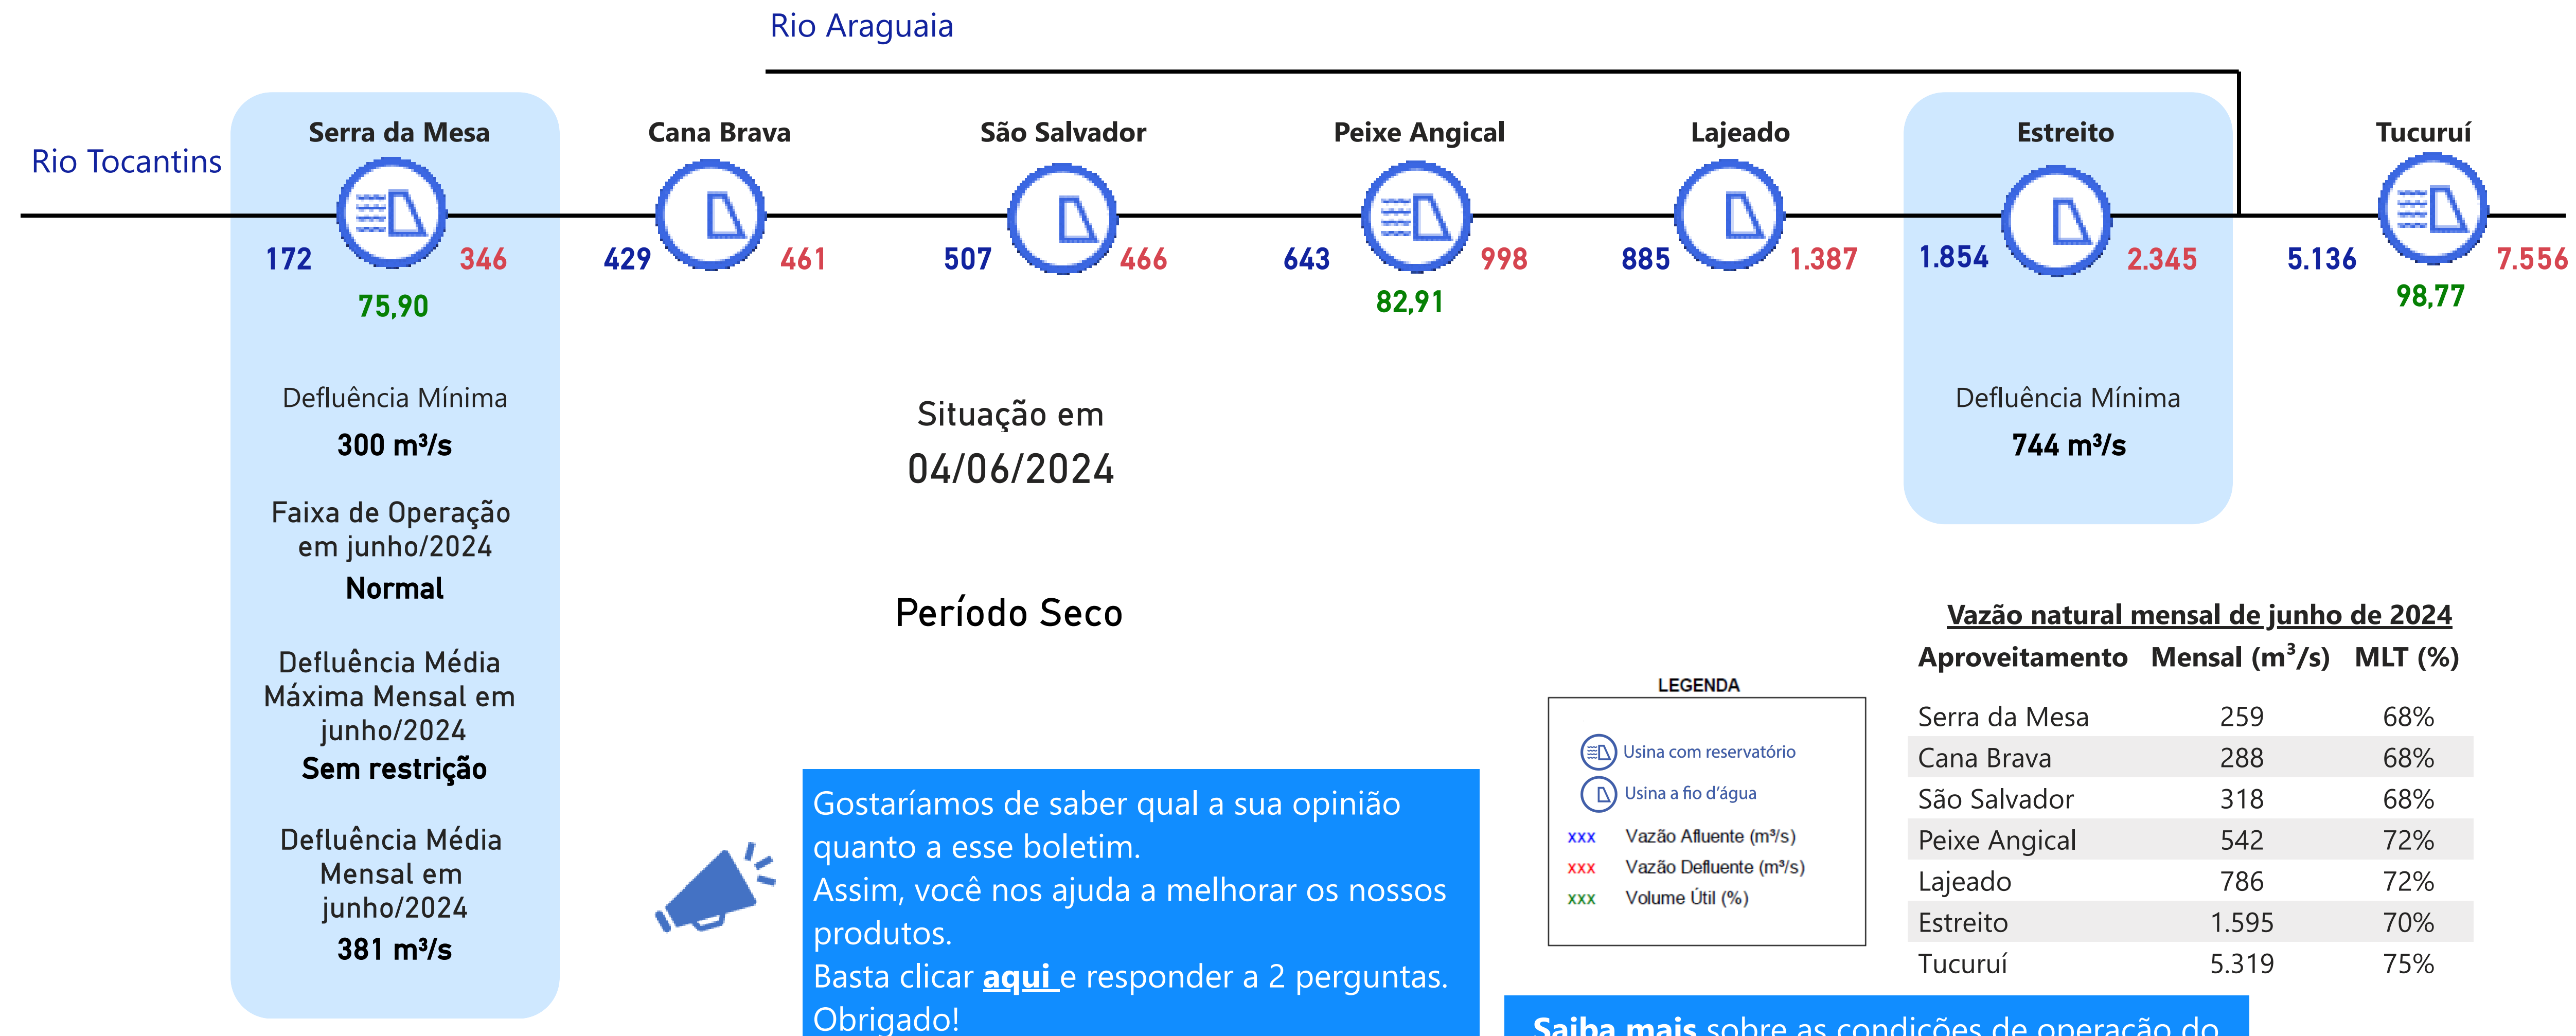 Rio Araguaia
Rio Tocantins
Serra da Mesa
Cana Brava
São Salvador
Peixe Angical
Lajeado
Estreito
Tucuruí
172
346
429
461
507
466
643
998
885
1.387
1.854
2.345
5.136
7.556
75,90
82,91
98,77
Defluência Mínima
300 m³/s
Faixa de Operação
em junho/2024
Normal
Defluência Média
Máxima Mensal em
junho/2024
Sem restrição
Defluência Média
Mensal em
junho/2024
381 m³/s
Situação em
04/06/2024
Período Seco
Defluência Mínima
744 m³/s
Gostaríamos de saber qual a sua opinião
quanto a esse boletim.
Assim, você nos ajuda a melhorar os nossos
produtos.
Basta clicar aqui e responder a 2 perguntas.
Obrigado!
LEGENDA
Usina com reservatório
Usina a fio d'água
xxx Vazão Afluente (m³/s)
xxx Vazão Defluente (m³/s)
xxx Volume Útil (%)
Vazão natural mensal de junho de 2024
Aproveitamento Mensal (m³/s) MLT (%)
Serra da Mesa 259 68%
Cana Brava 288 68%
São Salvador 318 68%
Peixe Angical 542 72%
Lajeado 786 72%
Estreito 1.595 70%
Tucuruí 5.319 75%
Saiba mais sobre as condições de operação do